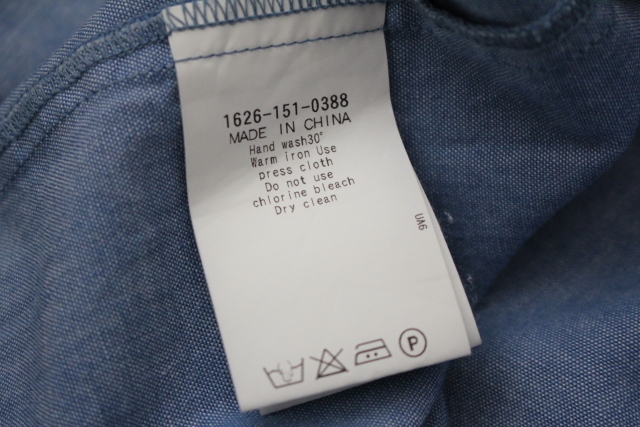 1626-151-0388
MADE IN CHINA
Hand wash30°
Warm iron Use
press cloth
Do not use
chlorine bleach
Dry clean
UA6
P